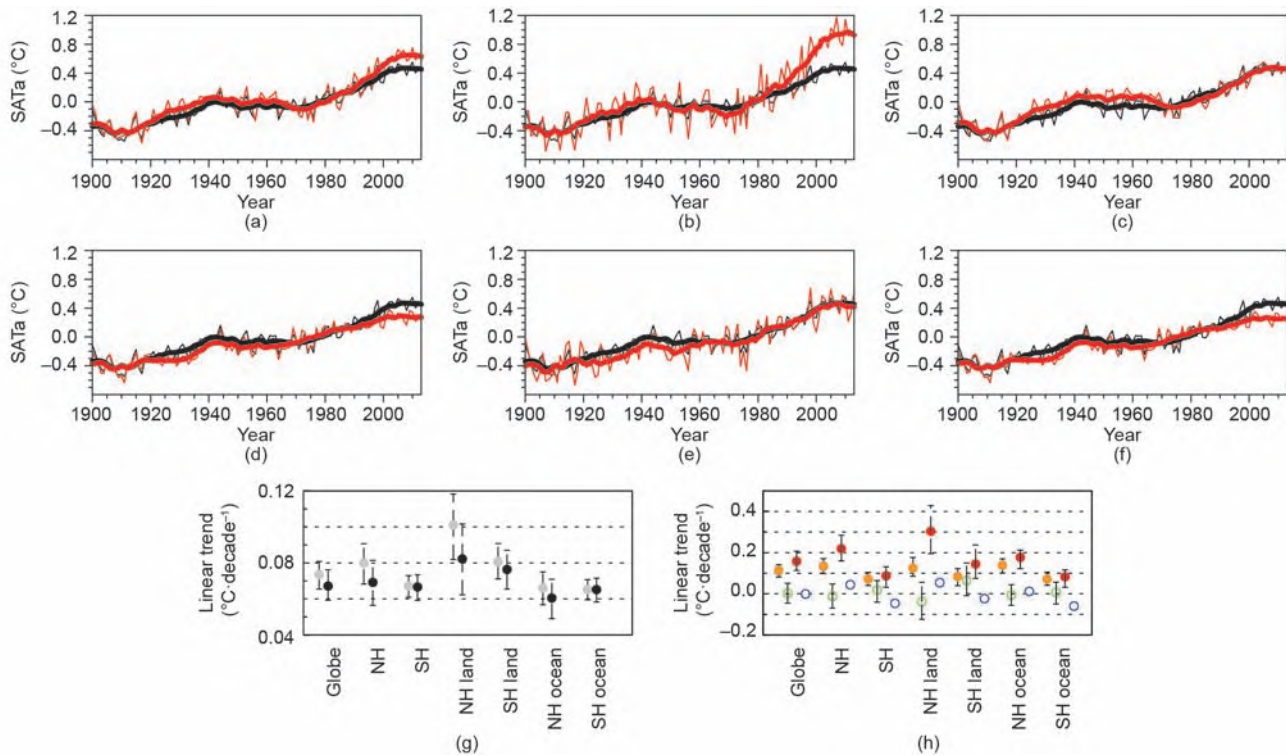 1.2
0.8
0.4
0.0
–0.4
SATa (°C)
1900 1920 1940 1960 1980 2000
Year
(a)
1.2
0.8
0.4
0.0
–0.4
SATa (°C)
1900 1920 1940 1960 1980 2000
Year
(b)
1.2
0.8
0.4
0.0
–0.4
SATa (°C)
1900 1920 1940 1960 1980 2000
Year
(c)
1.2
0.8
0.4
0.0
–0.4
SATa (°C)
1900 1920 1940 1960 1980 2000
Year
(d)
1.2
0.8
0.4
0.0
–0.4
SATa (°C)
1900 1920 1940 1960 1980 2000
Year
(e)
1.2
0.8
0.4
0.0
–0.4
SATa (°C)
1900 1920 1940 1960 1980 2000
Year
(f)
0.12
0.08
0.04
Linear trend
(°C·decade⁻¹)
Globe
NH
SH
NH land
SH land
NH ocean
SH ocean
(g)
0.4
0.2
0.0
–0.2
Linear trend
(°C·decade⁻¹)
Globe
NH
SH
NH land
SH land
NH ocean
SH ocean
(h)